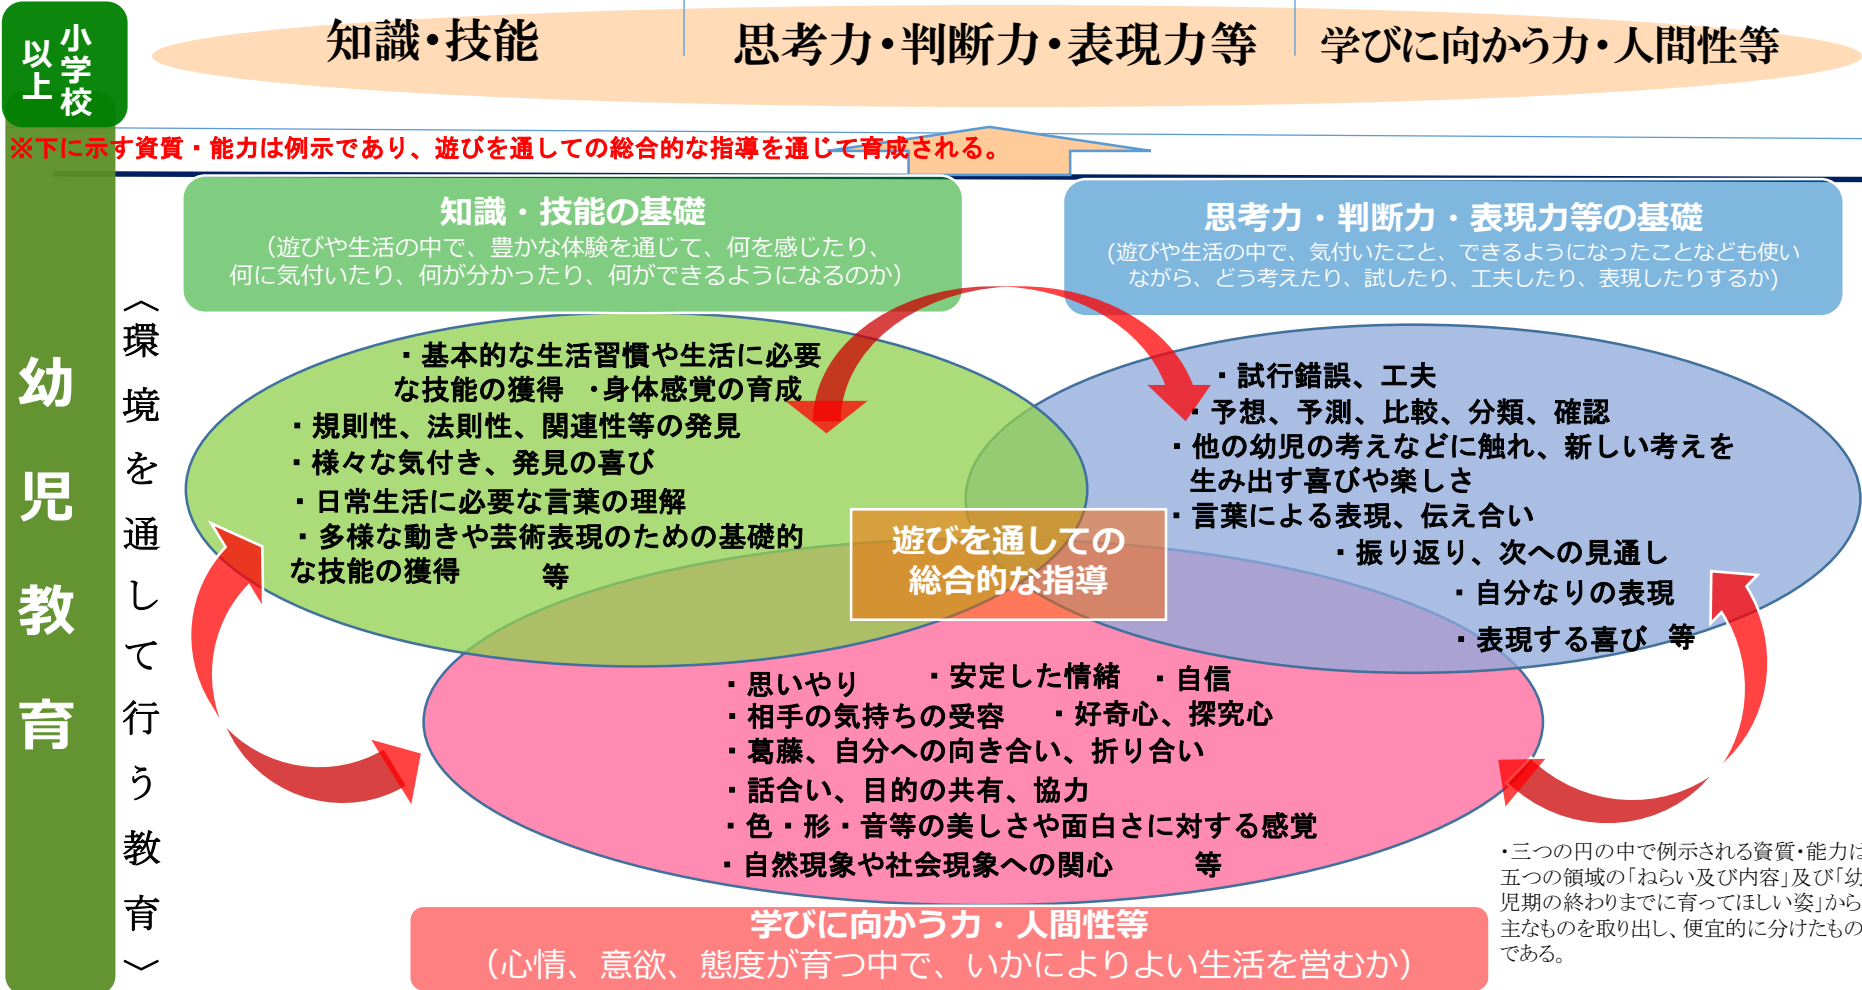 小学校
以上
知識・技能
思考力・判断力・表現力等
学びに向かう力・人間性等
※下に示す資質・能力は例示であり、遊びを通しての総合的な指導を通じて育成される。
幼児教育
〈環境を通して行う教育〉
知識・技能の基礎
（遊びや生活の中で、豊かな体験を通じて、何を感じたり、
何に気付いたり、何が分かったり、何ができるようになるのか）
思考力・判断力・表現力等の基礎
(遊びや生活の中で、気付いたこと、できるようになったことなども使い
ながら、どう考えたり、試したり、工夫したり、表現したりするか)
・基本的な生活習慣や生活に必要
な技能の獲得　・身体感覚の育成
・規則性、法則性、関連性等の発見
・様々な気付き、発見の喜び
・日常生活に必要な言葉の理解
・多様な動きや芸術表現のための基礎的
な技能の獲得　　　等
・試行錯誤、工夫
・予想、予測、比較、分類、確認
・他の幼児の考えなどに触れ、新しい考えを
生み出す喜びや楽しさ
・言葉による表現、伝え合い
・振り返り、次への見通し
・自分なりの表現
・表現する喜び　等
遊びを通しての
総合的な指導
・思いやり　　・安定した情緒　・自信
・相手の気持ちの受容　　・好奇心、探究心
・葛藤、自分への向き合い、折り合い
・話合い、目的の共有、協力
・色・形・音等の美しさや面白さに対する感覚
・自然現象や社会現象への関心　　　等
学びに向かう力・人間性等
（心情、意欲、態度が育つ中で、いかによりよい生活を営むか）
・三つの円の中で例示される資質・能力は
五つの領域の「ねらい及び内容」及び「幼
児期の終わりまでに育ってほしい姿」から
主なものを取り出し、便宜的に分けたもの
である。